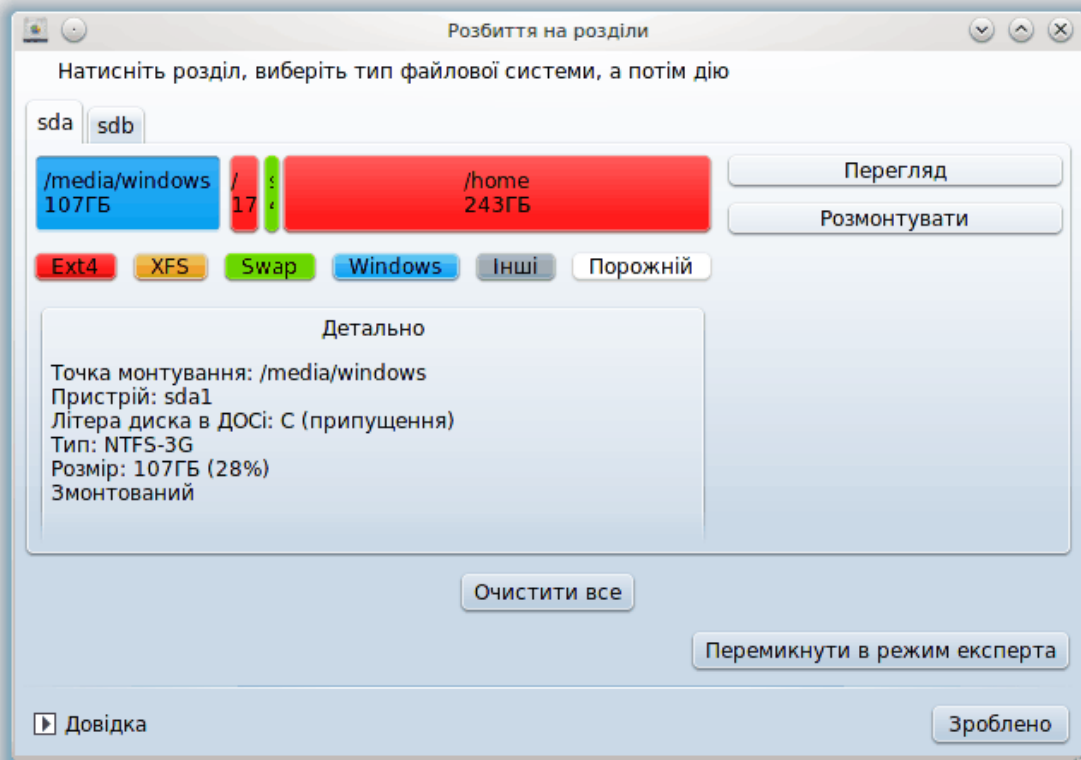 Розбиття на розділи
Натисніть розділ, виберіть тип файлової системи, а потім дію
sda sdb
/media/windows
107ГБ
/
17
/home
243ГБ
Перегляд
Розмонтувати
Ext4 XFS Swap Windows Інші Порожній
Детально
Точка монтування: /media/windows
Пристрій: sda1
Літера диска в ДОСі: C (припущення)
Тип: NTFS-3G
Розмір: 107ГБ (28%)
Змонтований
Очистити все
Перемикнути в режим експерта
Довідка
Зроблено